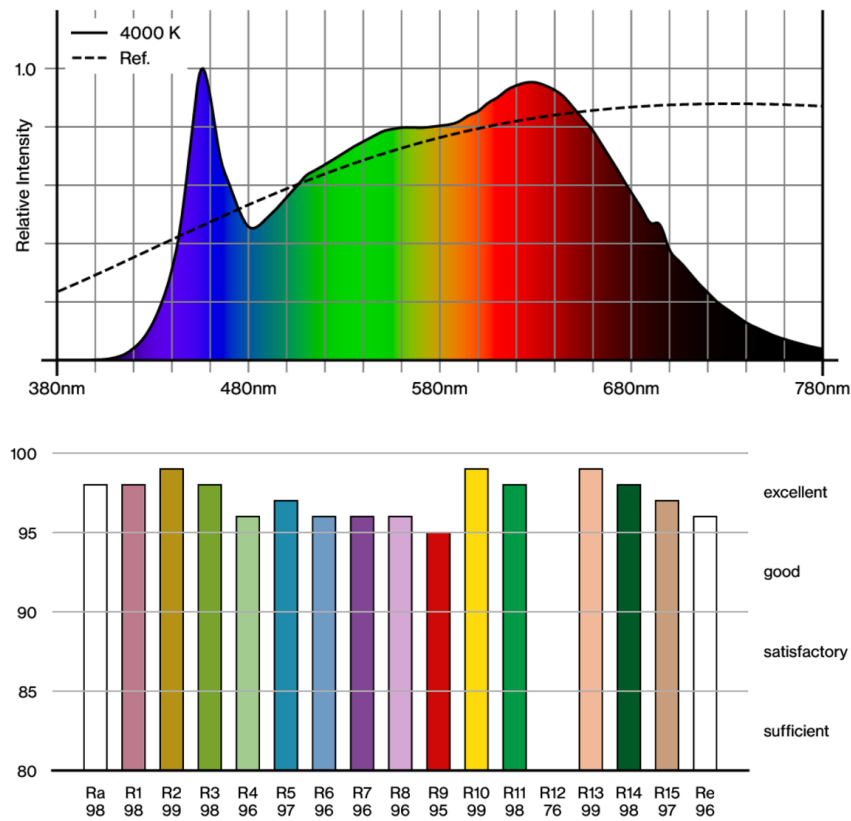 4000 K
Ref.
1.0
Relative Intensity
380nm 480nm 580nm 680nm 780nm
100
excellent
95
good
90
satisfactory
85
sufficient
80
Ra R1 R2 R3 R4 R5 R6 R7 R8 R9 R10 R11 R12 R13 R14 R15 Re
98 98 99 98 96 97 96 96 96 95 99 98 76 99 98 97 96